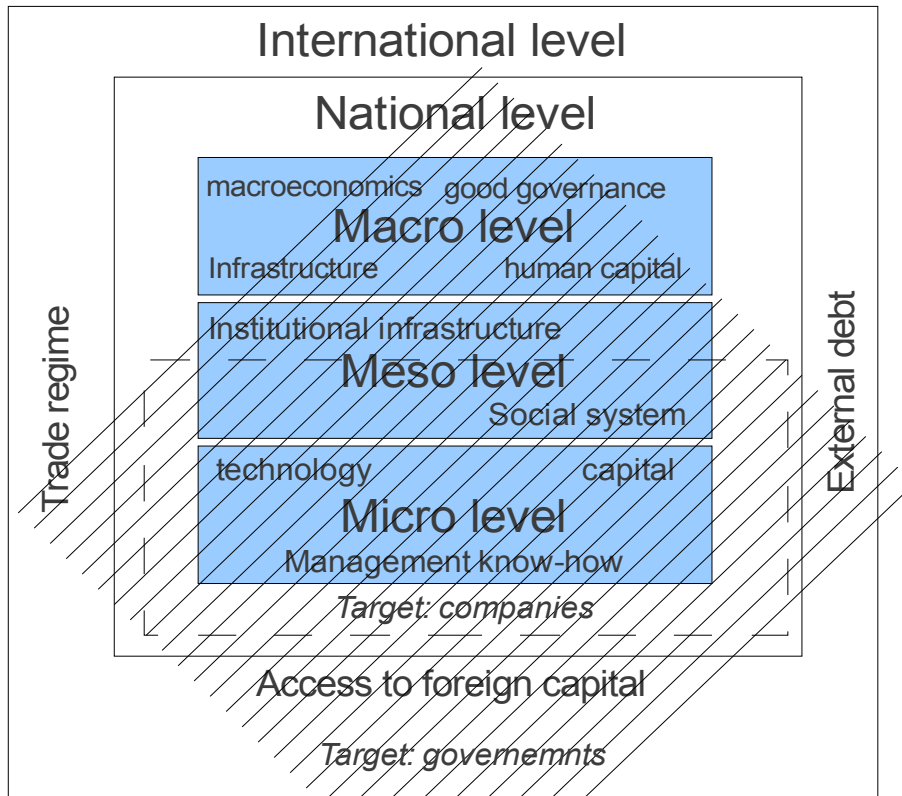 International level
National level
macroeconomics good governance
Macro level
Infrastructure human capital
Institutional infrastructure
Meso level
Social system
technology capital
Micro level
Management know-how
Target: companies
Trade regime
External debt
Access to foreign capital
Target: governemnts